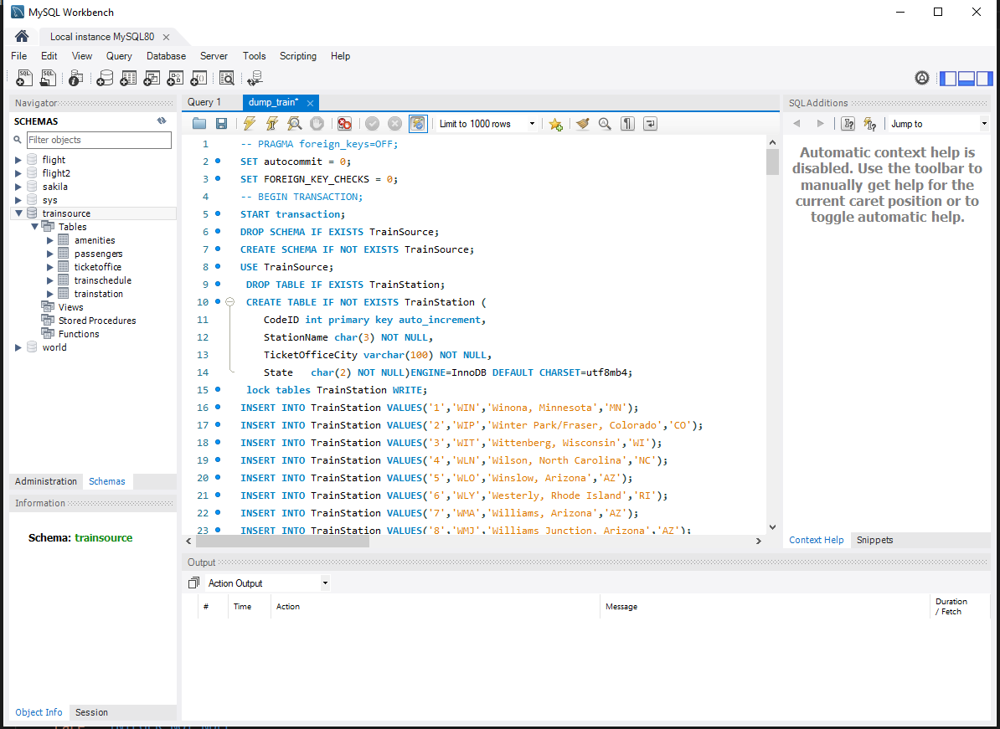 MySQL Workbench
Local instance MySQL80
File Edit View Query Database Server Tools Scripting Help
Navigator
SCHEMAS
Filter objects
flight
flight2
sakila
sys
trainsource
Tables
amenities
passengers
ticketoffice
trainschedule
trainstation
Views
Stored Procedures
Functions
world
Administration Schemas
Information
Schema: trainsource
Object Info Session
Query 1 dump_train*
Limit to 1000 rows
1 -- PRAGMA foreign_keys=OFF;
2 SET autocommit = 0;
3 SET FOREIGN_KEY_CHECKS = 0;
4 -- BEGIN TRANSACTION;
5 START transaction;
6 DROP SCHEMA IF EXISTS TrainSource;
7 CREATE SCHEMA IF NOT EXISTS TrainSource;
8 USE TrainSource;
9 DROP TABLE IF EXISTS TrainStation;
10 CREATE TABLE IF NOT EXISTS TrainStation (
11 CodeID int primary key auto_increment,
12 StationName char(3) NOT NULL,
13 TicketOfficeCity varchar(100) NOT NULL,
14 State char(2) NOT NULL)ENGINE=InnoDB DEFAULT CHARSET=utf8mb4;
15 lock tables TrainStation WRITE;
16 INSERT INTO TrainStation VALUES('1','WIN','Winona, Minnesota','MN');
17 INSERT INTO TrainStation VALUES('2','WIP','Winter Park/Fraser, Colorado','CO');
18 INSERT INTO TrainStation VALUES('3','WIT','Wittenberg, Wisconsin','WI');
19 INSERT INTO TrainStation VALUES('4','WLN','Wilson, North Carolina','NC');
20 INSERT INTO TrainStation VALUES('5','WLO','Winslow, Arizona','AZ');
21 INSERT INTO TrainStation VALUES('6','WLY','Westerly, Rhode Island','RI');
22 INSERT INTO TrainStation VALUES('7','WMA','Williams, Arizona','AZ');
23 INSERT INTO TrainStation VALUES('8','WMJ','Williams Junction, Arizona','AZ');
SQLAdditions
Jump to
Automatic context help is
disabled. Use the toolbar to
manually get help for the
current caret position or to
toggle automatic help.
Context Help Snippets
Output
Action Output
# Time Action Message Duration / Fetch